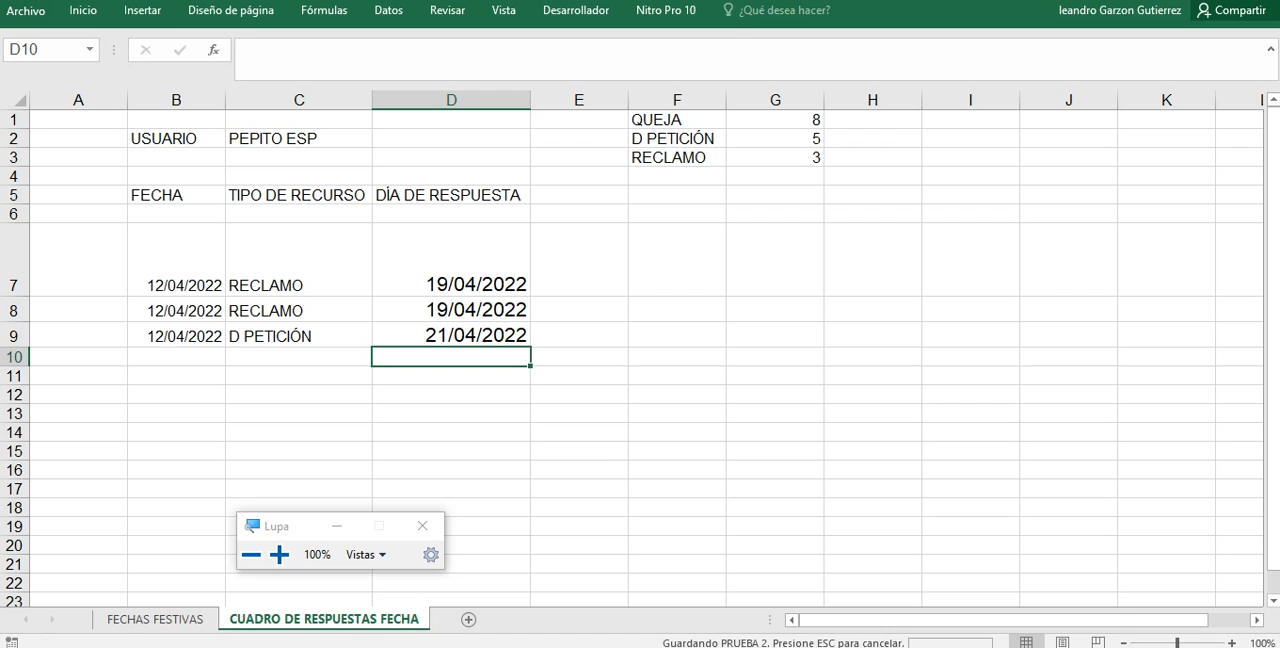 Archivo Inicio Insertar Diseño de página Fórmulas Datos Revisar Vista Desarrollador Nitro Pro 10 ¿Qué desea hacer? leandro Garzon Gutierrez Compartir
D10 fx
A B C D E F G H I J K
1 QUEJA 8
2 USUARIO PEPITO ESP D PETICIÓN 5
3 RECLAMO 3
4
5 FECHA TIPO DE RECURSO DÍA DE RESPUESTA
6
7 12/04/2022 RECLAMO 19/04/2022
8 12/04/2022 RECLAMO 19/04/2022
9 12/04/2022 D PETICIÓN 21/04/2022
10
11
12
13
14
15
16
17
18
19 Lupa
20 100% Vistas
21
22
23
FECHAS FESTIVAS CUADRO DE RESPUESTAS FECHA
Guardando PRUEBA 2. Presione ESC para cancelar. 100%